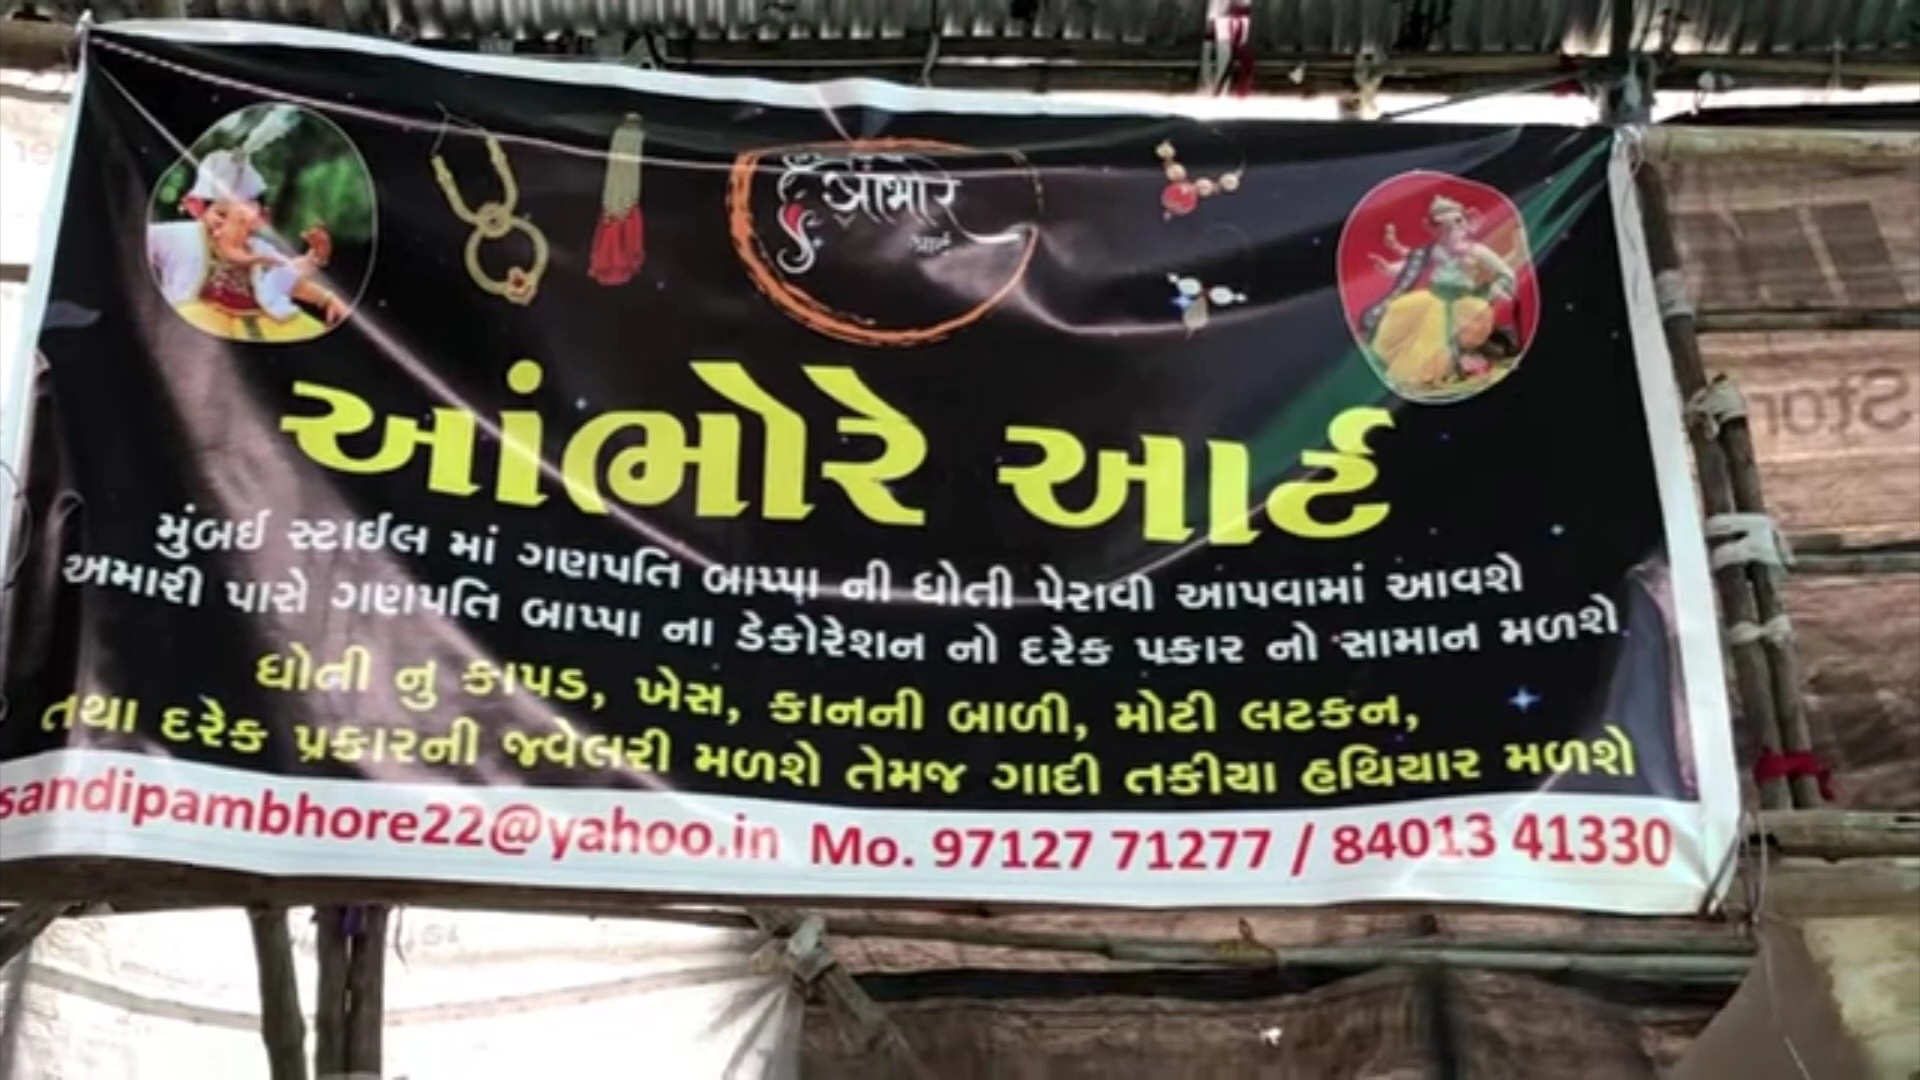 આંભોરે
આર્ટ
આંભોરે આર્ટ
મુંબઈ સ્ટાઈલ માં ગણપતિ બાપ્પા ની ધોતી પેરાવી આપવામાં આવશે
અમારી પાસે ગણપતિ બાપ્પા ના ડેકોરેશન નો દરેક પકાર નો સામાન મળશે
ધોતી નુ કાપડ, ખેસ, કાનની બાળી, મોટી લટકન,
તથા દરેક પ્રકારની જ્વેલરી મળશે તેમજ ગાદી તકીયા હથિયાર મળશે
sandipambhore22@yahoo.in Mo. 97127 71277 / 84013 41330